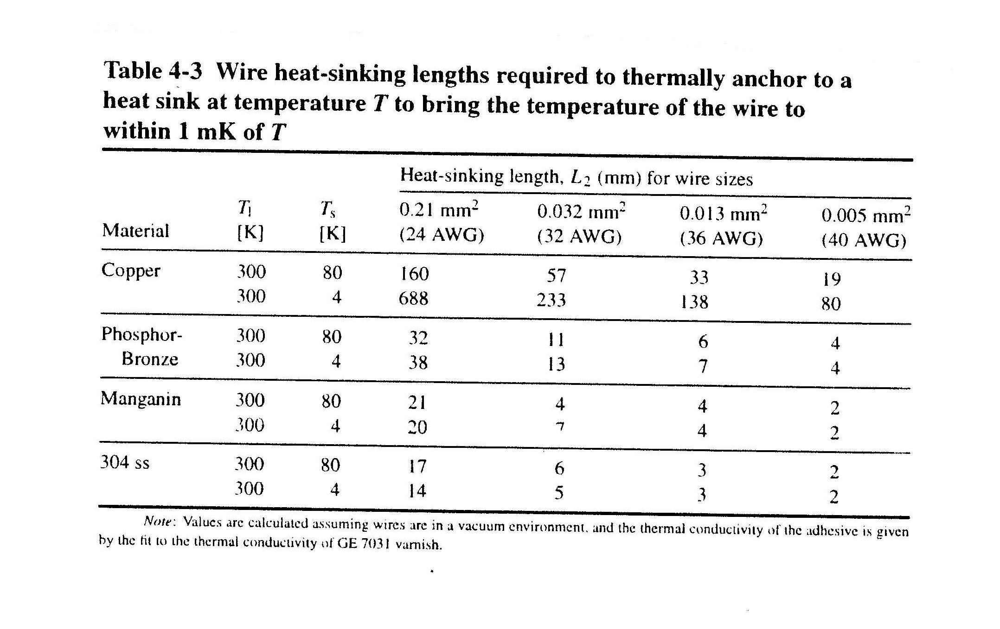 Table 4-3 Wire heat-sinking lengths required to thermally anchor to a
heat sink at temperature T to bring the temperature of the wire to
within 1 mK of T
Heat-sinking length, L₂ (mm) for wire sizes
T₁ Tₛ 0.21 mm² 0.032 mm² 0.013 mm² 0.005 mm²
Material [K] [K] (24 AWG) (32 AWG) (36 AWG) (40 AWG)
Copper 300 80 160 57 33 19
300 4 688 233 138 80
Phosphor- 300 80 32 11 6 4
Bronze 300 4 38 13 7 4
Manganin 300 80 21 4 4 2
300 4 20 7 4 2
304 ss 300 80 17 6 3 2
300 4 14 5 3 2
Note: Values are calculated assuming wires are in a vacuum environment, and the thermal conductivity of the adhesive is given
by the fit to the thermal conductivity of GE 7031 varnish.